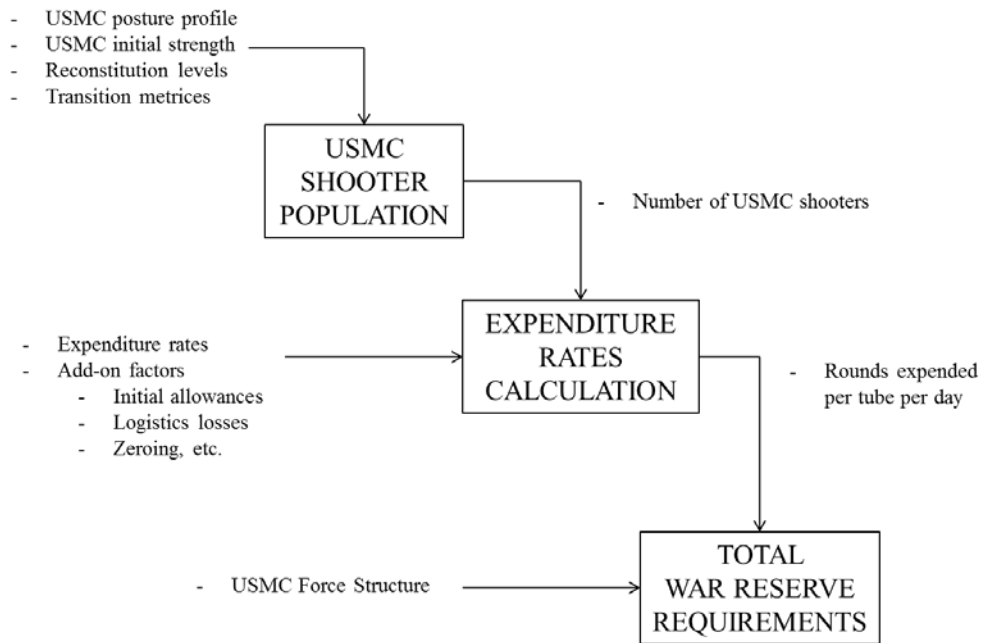 - USMC posture profile
- USMC initial strength
- Reconstitution levels
- Transition metrices
USMC
SHOOTER
POPULATION
- Number of USMC shooters
- Expenditure rates
- Add-on factors
- Initial allowances
- Logistics losses
- Zeroing, etc.
EXPENDITURE
RATES
CALCULATION
- Rounds expended
per tube per day
- USMC Force Structure
TOTAL
WAR RESERVE
REQUIREMENTS